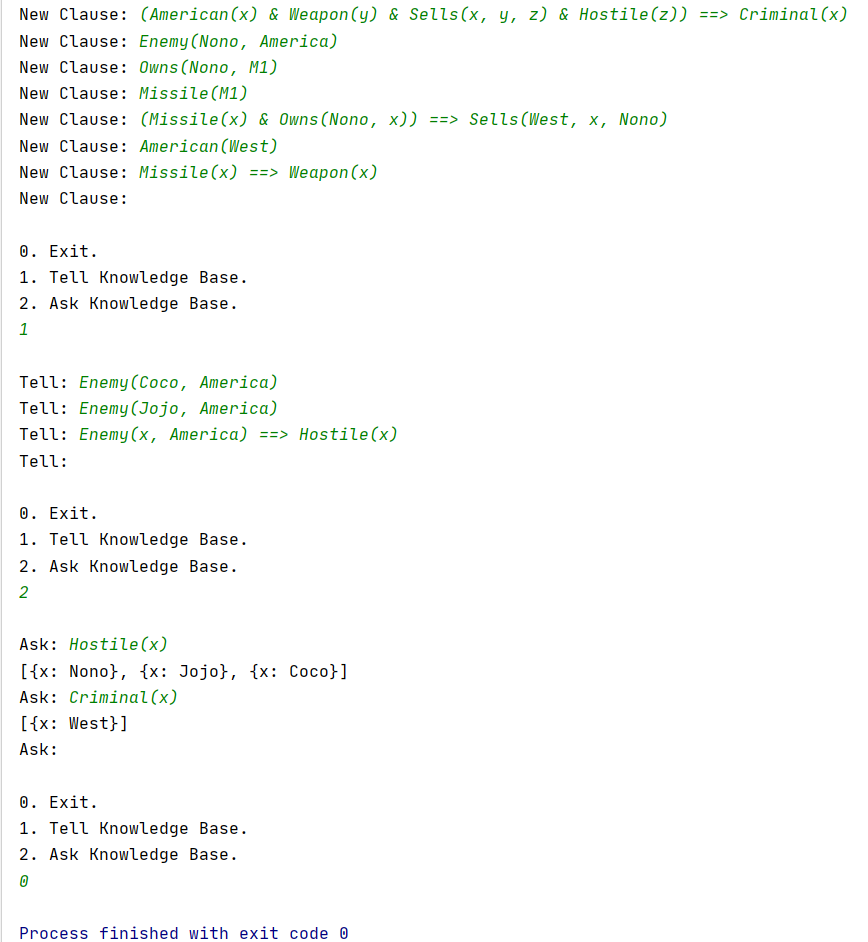 New Clause: (American(x) & Weapon(y) & Sells(x, y, z) & Hostile(z)) ==> Criminal(x)
New Clause: Enemy(Nono, America)
New Clause: Owns(Nono, M1)
New Clause: Missile(M1)
New Clause: (Missile(x) & Owns(Nono, x)) ==> Sells(West, x, Nono)
New Clause: American(West)
New Clause: Missile(x) ==> Weapon(x)
New Clause:
0. Exit.
1. Tell Knowledge Base.
2. Ask Knowledge Base.
1
Tell: Enemy(Coco, America)
Tell: Enemy(Jojo, America)
Tell: Enemy(x, America) ==> Hostile(x)
Tell:
0. Exit.
1. Tell Knowledge Base.
2. Ask Knowledge Base.
2
Ask: Hostile(x)
[{x: Nono}, {x: Jojo}, {x: Coco}]
Ask: Criminal(x)
[{x: West}]
Ask:
0. Exit.
1. Tell Knowledge Base.
2. Ask Knowledge Base.
0
Process finished with exit code 0